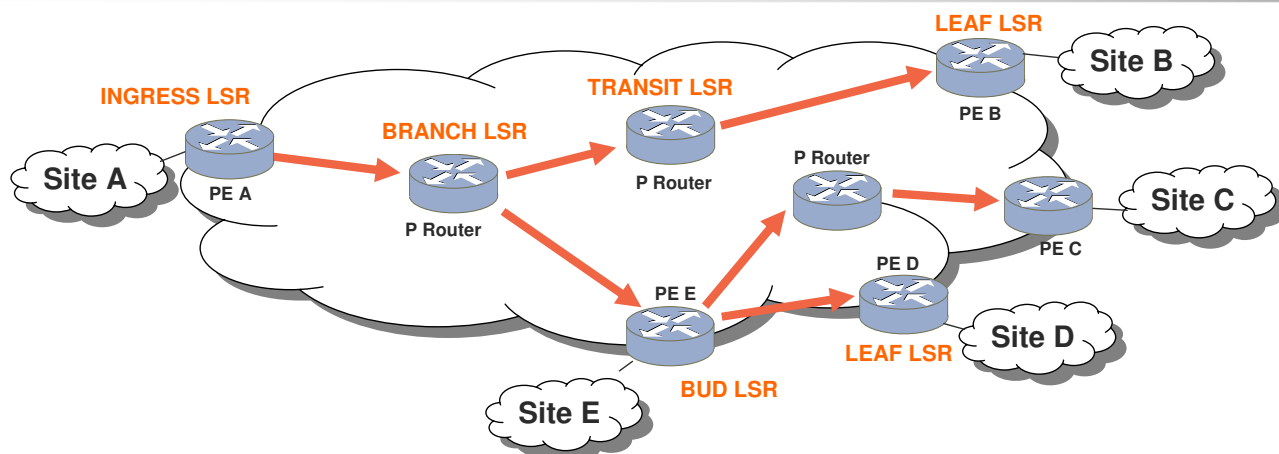 LEAF LSR
Site B
INGRESS LSR
TRANSIT LSR
PE B
BRANCH LSR
P Router
Site A
PE A
P Router
Site C
P Router
PE C
PE D
PE E
Site D
LEAF LSR
BUD LSR
Site E